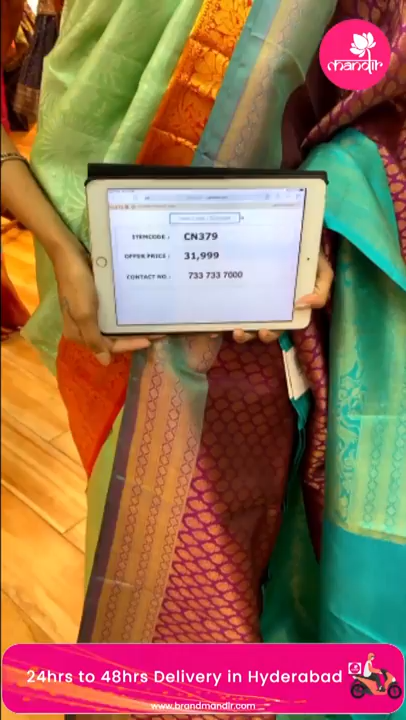 mandir
ITEMCODE : CN379
OFFER PRICE : 31,999
CONTACT NO : 733 733 7000
24hrs to 48hrs Delivery in Hyderabad
www.brandmandir.com